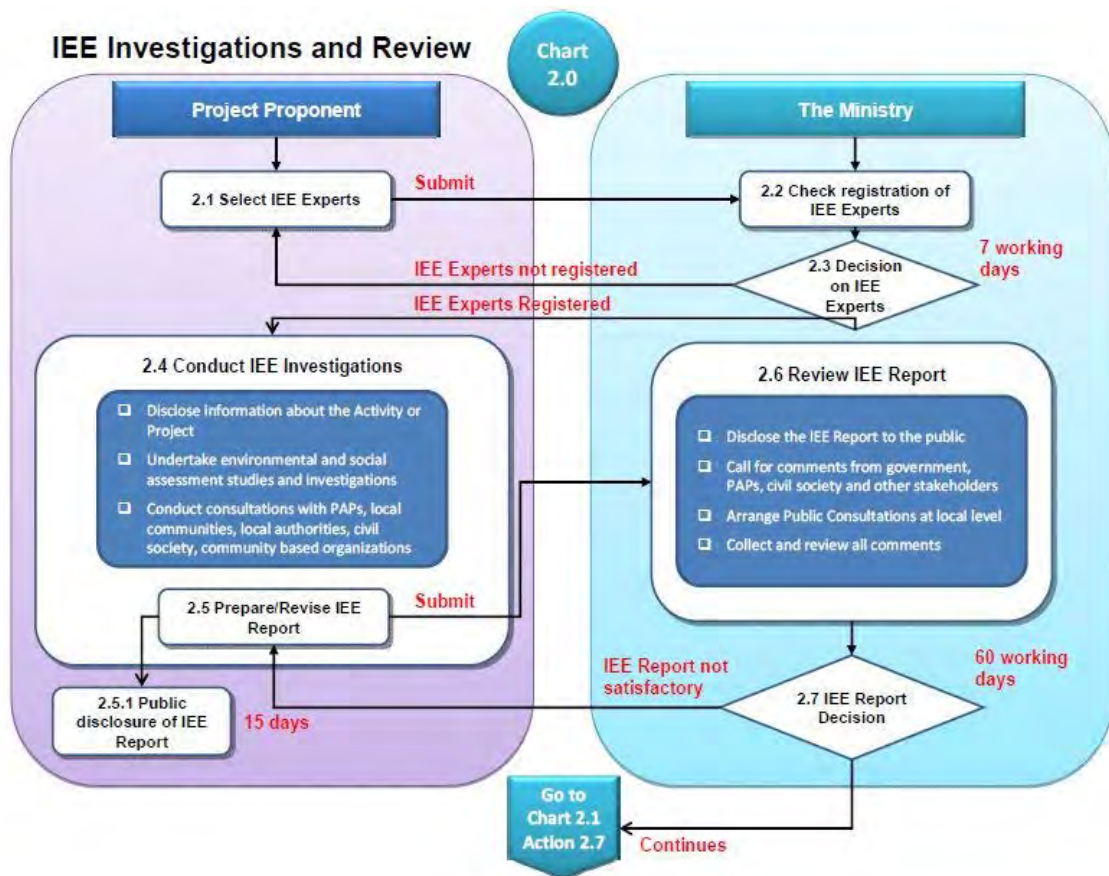 IEE Investigations and Review
Chart
2.0
Project Proponent
The Ministry
2.1 Select IEE Experts
Submit
2.2 Check registration of
IEE Experts
7 working
days
2.3 Decision
on IEE
Experts
IEE Experts not registered
IEE Experts Registered
2.4 Conduct IEE Investigations
Disclose information about the Activity or
Project
Undertake environmental and social
assessment studies and investigations
Conduct consultations with PAPs, local
communities, local authorities, civil
society, community based organizations
2.5 Prepare/Revise IEE
Report
Submit
2.5.1 Public
disclosure of IEE
Report
15 days
2.6 Review IEE Report
Disclose the IEE Report to the public
Call for comments from government,
PAPs, civil society and other stakeholders
Arrange Public Consultations at local level
Collect and review all comments
IEE Report not
satisfactory
60 working
days
2.7 IEE Report
Decision
Go to
Chart 2.1
Action 2.7
Continues